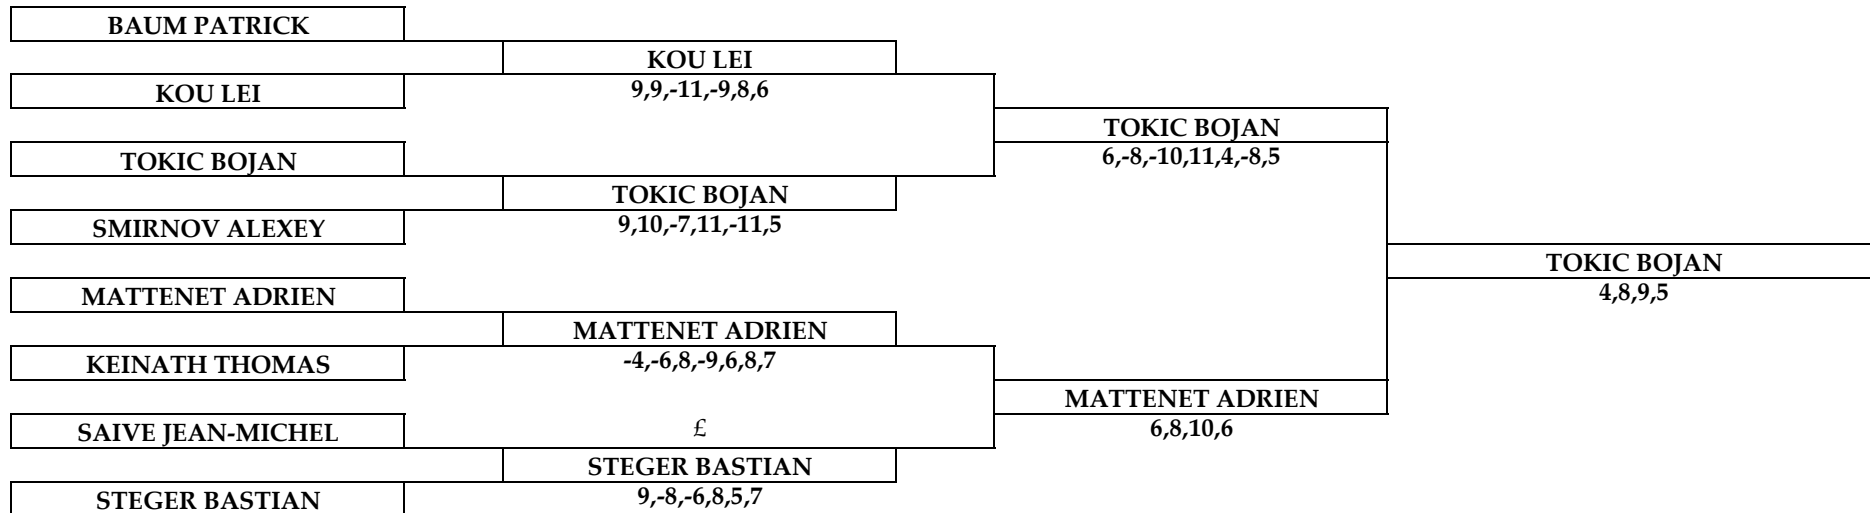 BAUM PATRICK
KOU LEI
KOU LEI
9,9,-11,-9,8,6
TOKIC BOJAN
TOKIC BOJAN
6,-8,-10,11,4,-8,5
TOKIC BOJAN
SMIRNOV ALEXEY
9,10,-7,11,-11,5
TOKIC BOJAN
4,8,9,5
MATTENET ADRIEN
MATTENET ADRIEN
KEINATH THOMAS
-4,-6,8,-9,6,8,7
MATTENET ADRIEN
6,8,10,6
SAIVE JEAN-MICHEL
£
STEGER BASTIAN
STEGER BASTIAN
9,-8,-6,8,5,7